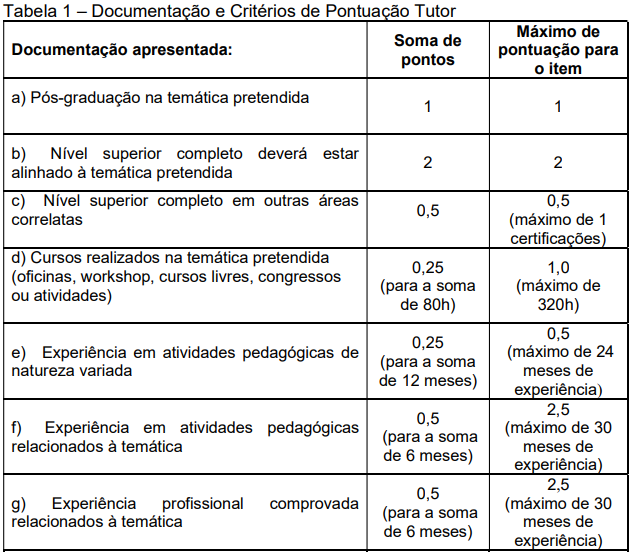 Tabela 1 – Documentação e Critérios de Pontuação Tutor
Documentação apresentada:
Soma de
pontos
Máximo de
pontuação para
o item
a) Pós-graduação na temática pretendida
1
1
b) Nível superior completo deverá estar
alinhado à temática pretendida
2
2
c) Nível superior completo em outras áreas
correlatas
0,5
0,5
(máximo de 1
certificações)
d) Cursos realizados na temática pretendida
(oficinas, workshop, cursos livres, congressos
ou atividades)
0,25
(para a soma
de 80h)
1,0
(máximo de
320h)
e) Experiência em atividades pedagógicas de
natureza variada
0,25
(para a soma
de 12 meses)
0,5
(máximo de 24
meses de
experiência)
f) Experiência em atividades pedagógicas
relacionados à temática
0,5
(para a soma
de 6 meses)
2,5
(máximo de 30
meses de
experiência)
g) Experiência profissional comprovada
relacionados à temática
0,5
(para a soma
de 6 meses)
2,5
(máximo de 30
meses de
experiência)